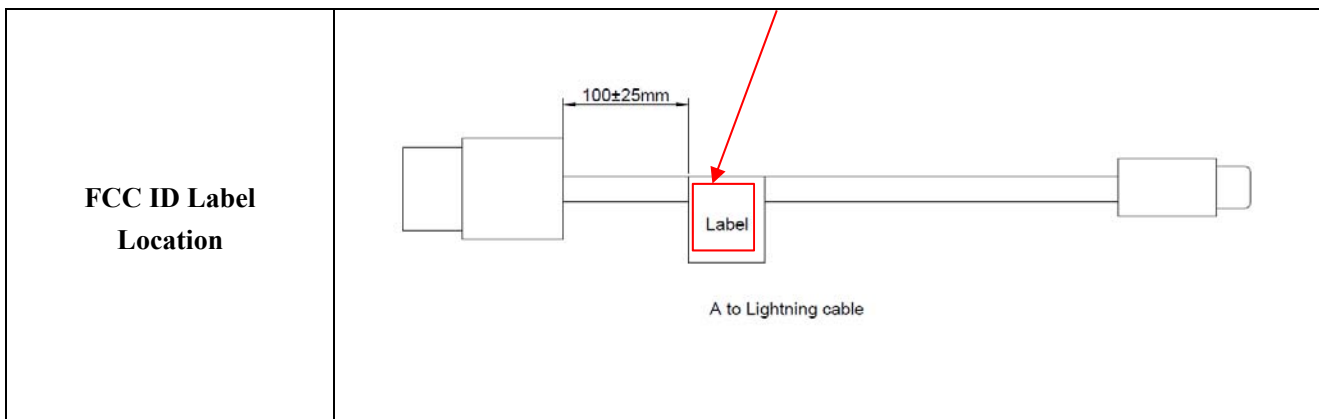 FCC ID Label
Location
100±25mm
Label
A to Lightning cable